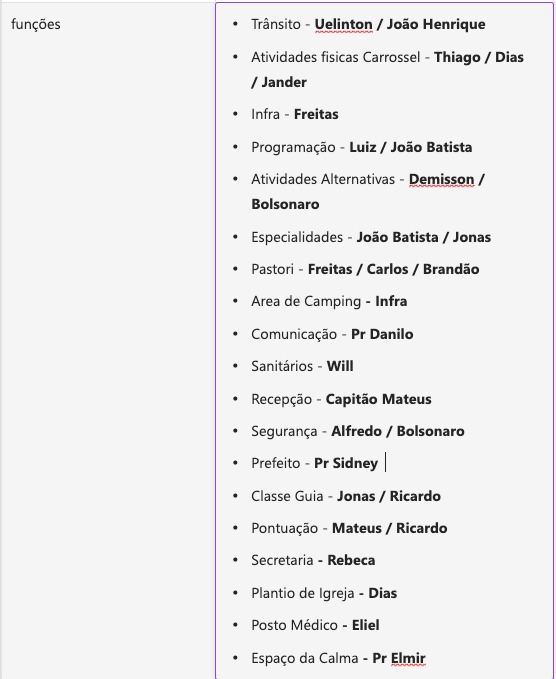 funções
• Trânsito - Uelinton / João Henrique
• Atividades fisicas Carrossel - Thiago / Dias
/ Jander
• Infra - Freitas
• Programação - Luiz / João Batista
• Atividades Alternativas - Demisson /
Bolsonaro
• Especialidades - João Batista / Jonas
• Pastori - Freitas / Carlos / Brandão
• Area de Camping - Infra
• Comunicação - Pr Danilo
• Sanitários - Will
• Recepção - Capitão Mateus
• Segurança - Alfredo / Bolsonaro
• Prefeito - Pr Sidney
• Classe Guia - Jonas / Ricardo
• Pontuação - Mateus / Ricardo
• Secretaria - Rebeca
• Plantio de Igreja - Dias
• Posto Médico - Eliel
• Espaço da Calma - Pr Elmir